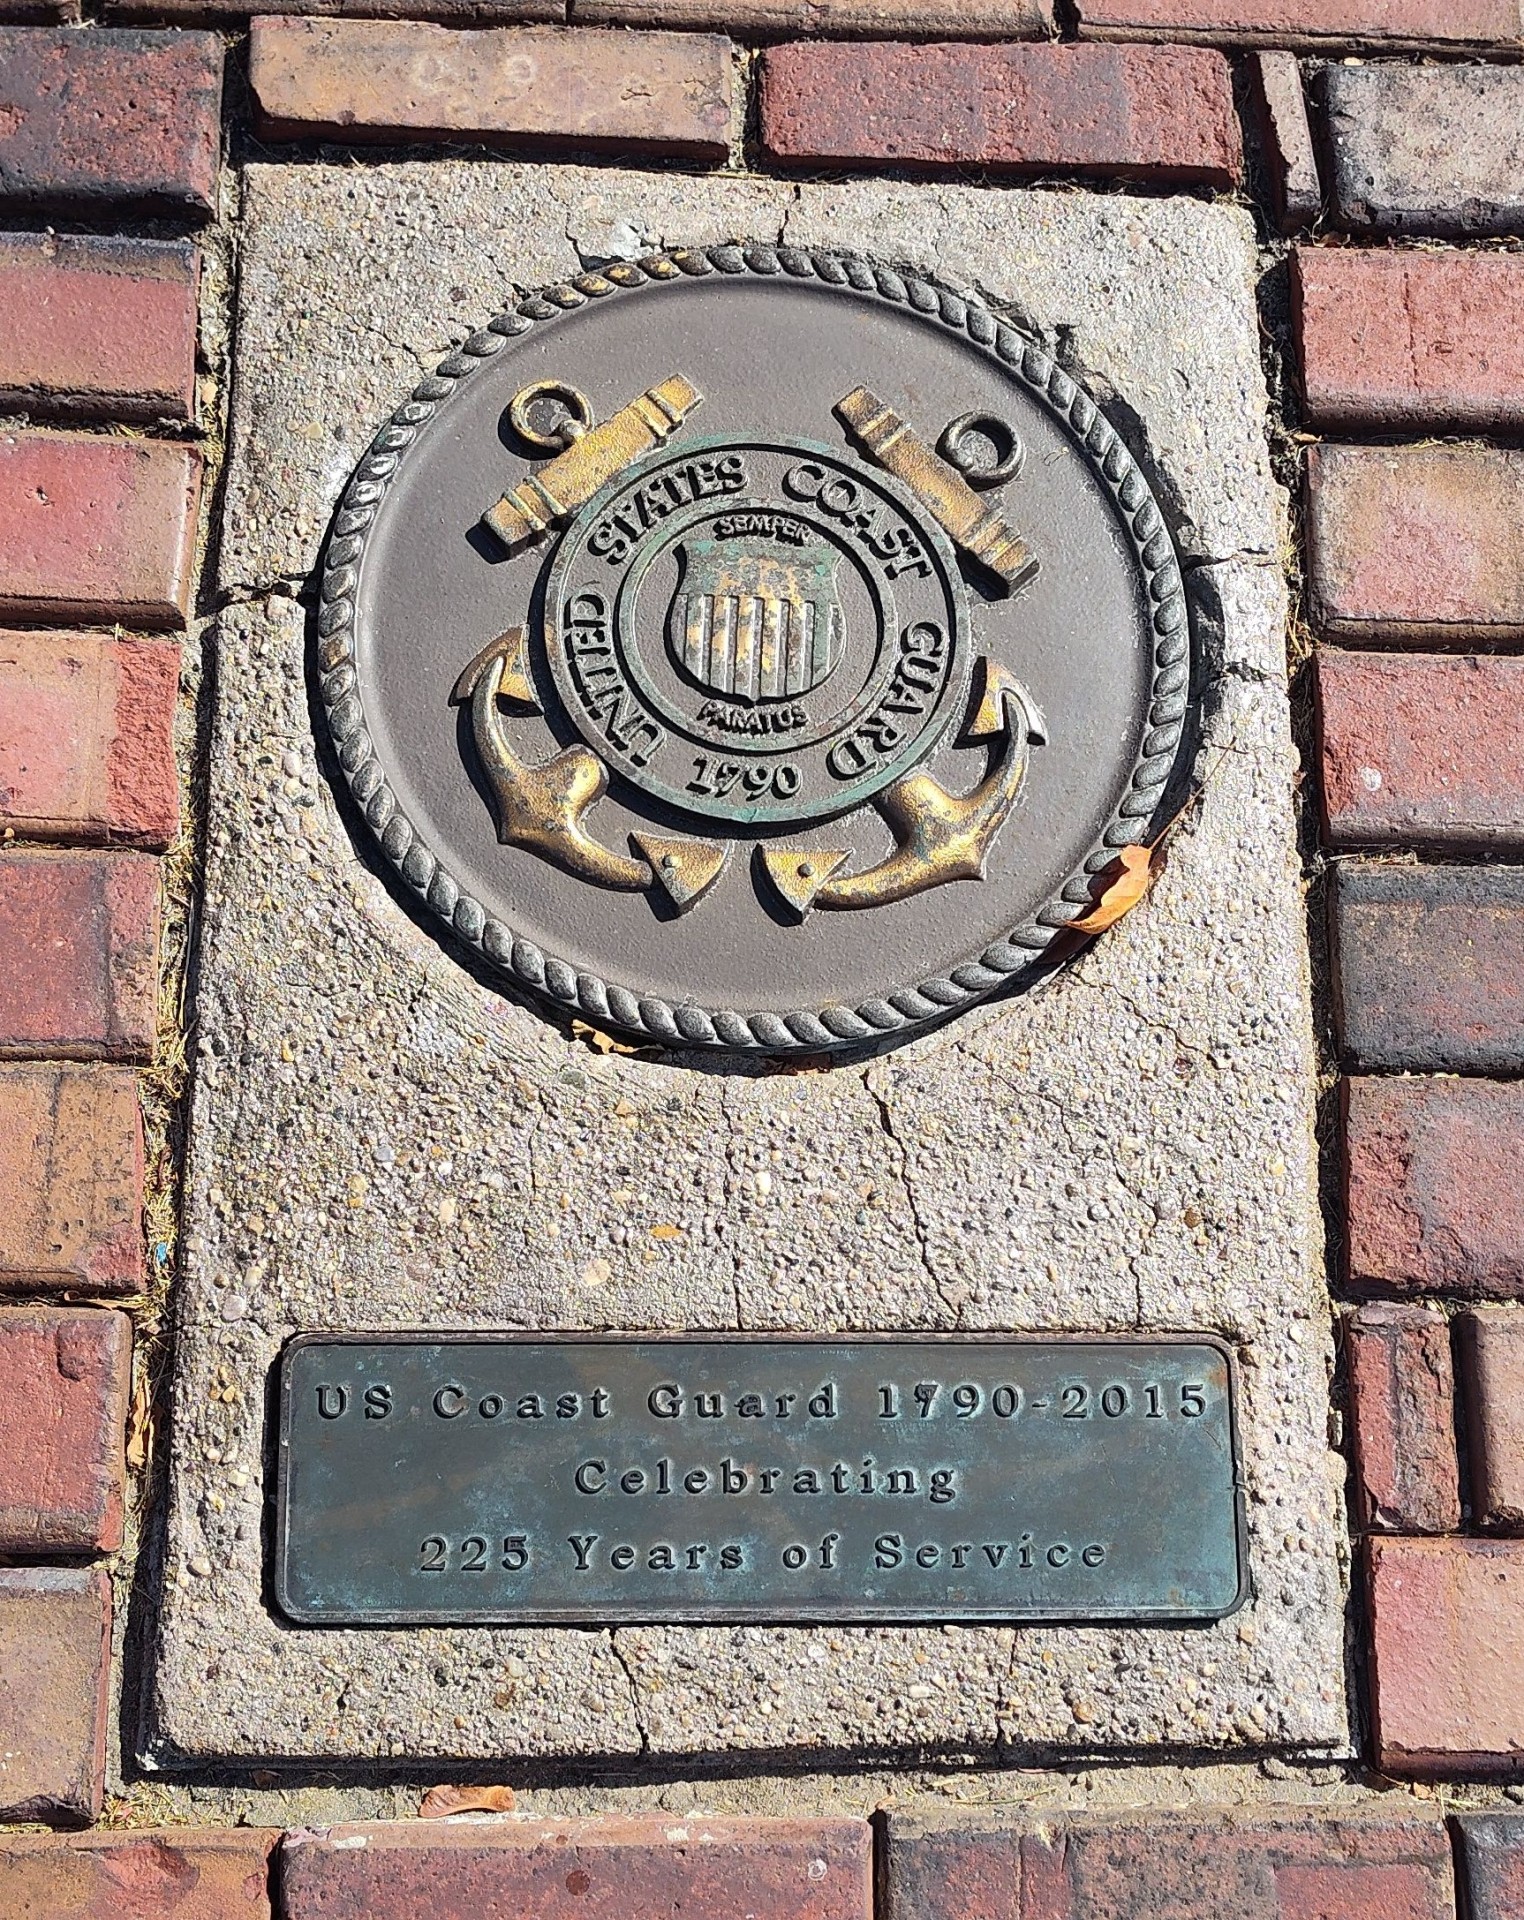 UNITED STATES COAST GUARD
SEMPER
PARATUS
1790
US Coast Guard 1790-2015
Celebrating
225 Years of Service